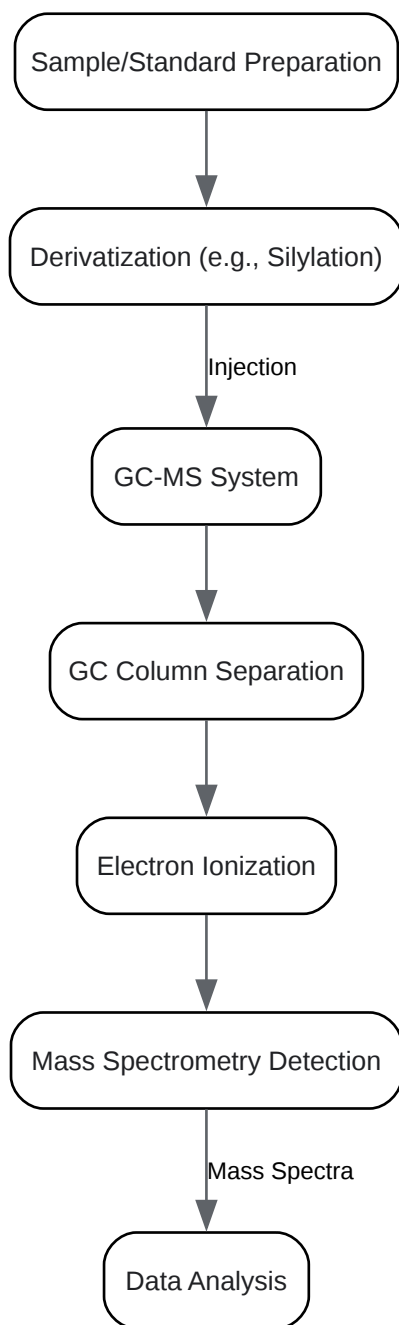 Sample/Standard Preparation
Derivatization (e.g., Silylation)
Injection
GC-MS System
GC Column Separation
Electron Ionization
Mass Spectrometry Detection
Mass Spectra
Data Analysis